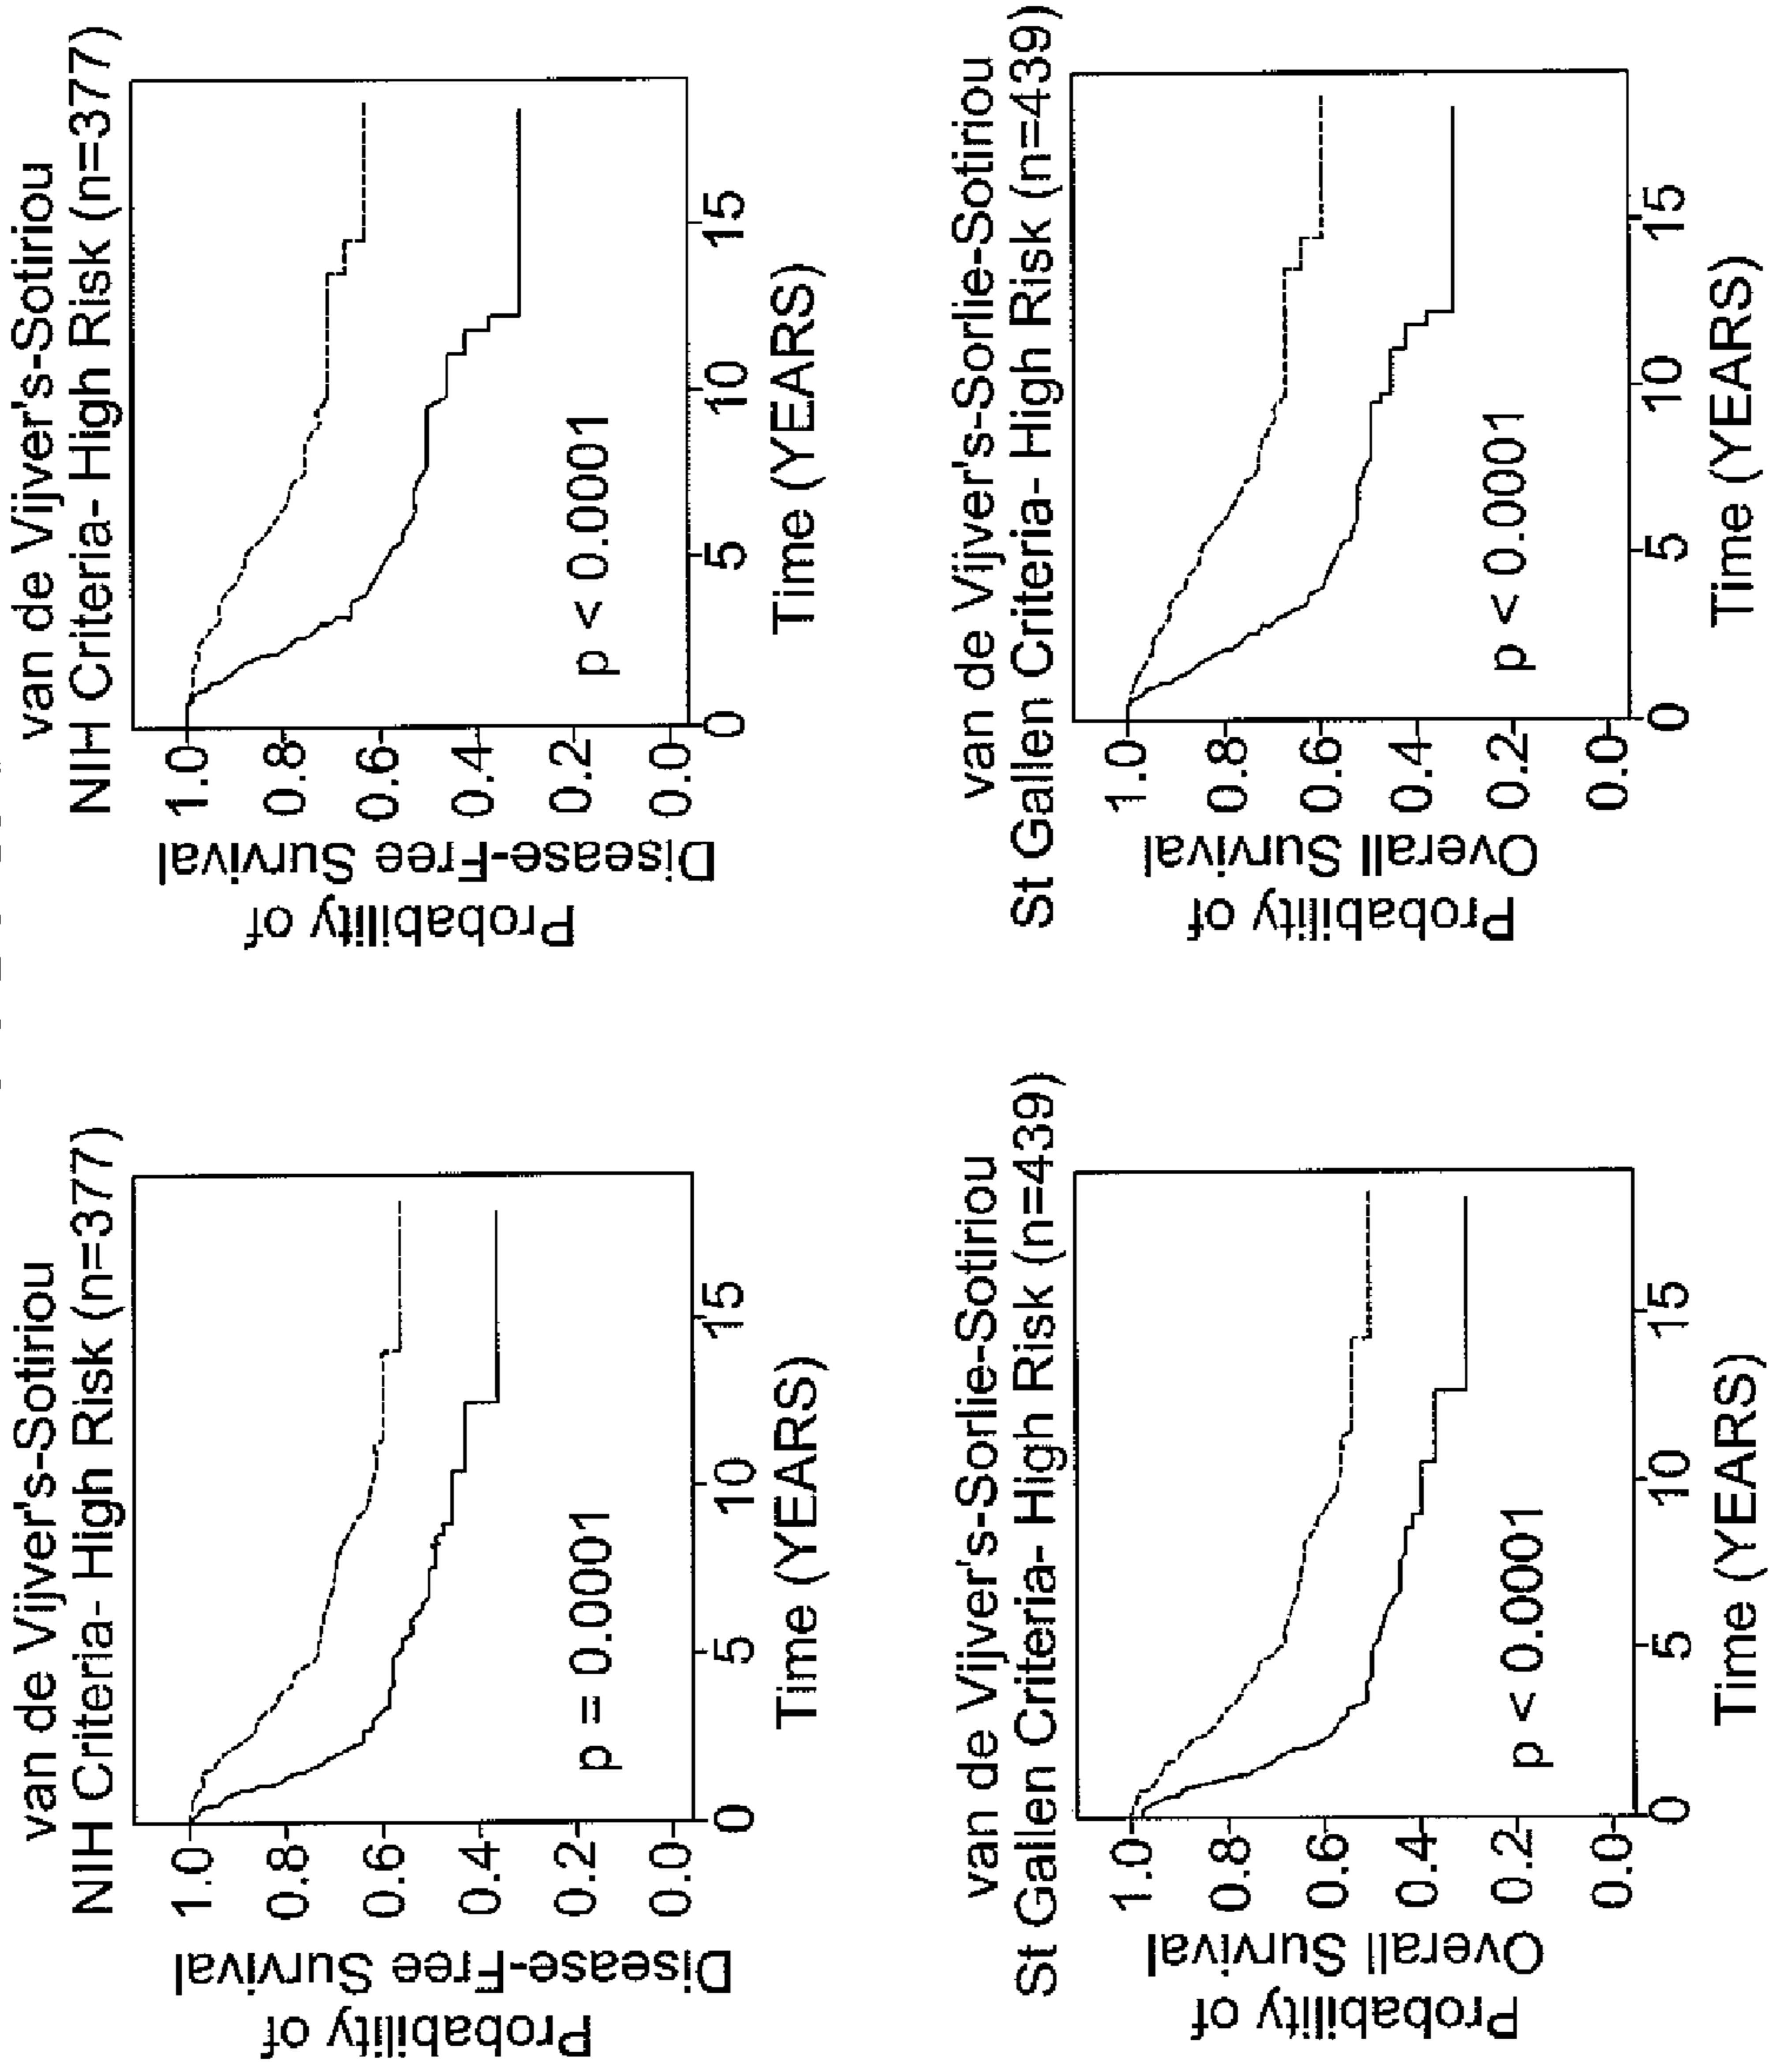 van de Vijver's-Sotiriou
NIH Criteria- High Risk (n=377)
Probability of
Disease-Free Survival
1.0
0.8
0.6
0.4
0.2
0.0
p = 0.0001
0
5
10
15
Time (YEARS)
van de Vijver's-Sotiriou
NIH Criteria- High Risk (n=377)
Probability of
Disease-Free Survival
1.0
0.8
0.6
0.4
0.2
0.0
p < 0.0001
0
5
10
15
Time (YEARS)
van de Vijver's-Sorlie-Sotiriou
St Gallen Criteria- High Risk (n=439)
Probability of
Overall Survival
1.0
0.8
0.6
0.4
0.2
0.0
p < 0.0001
0
5
10
15
Time (YEARS)
van de Vijver's-Sorlie-Sotiriou
St Gallen Criteria- High Risk (n=439)
Probability of
Overall Survival
1.0
0.8
0.6
0.4
0.2
0.0
p < 0.0001
0
5
10
15
Time (YEARS)